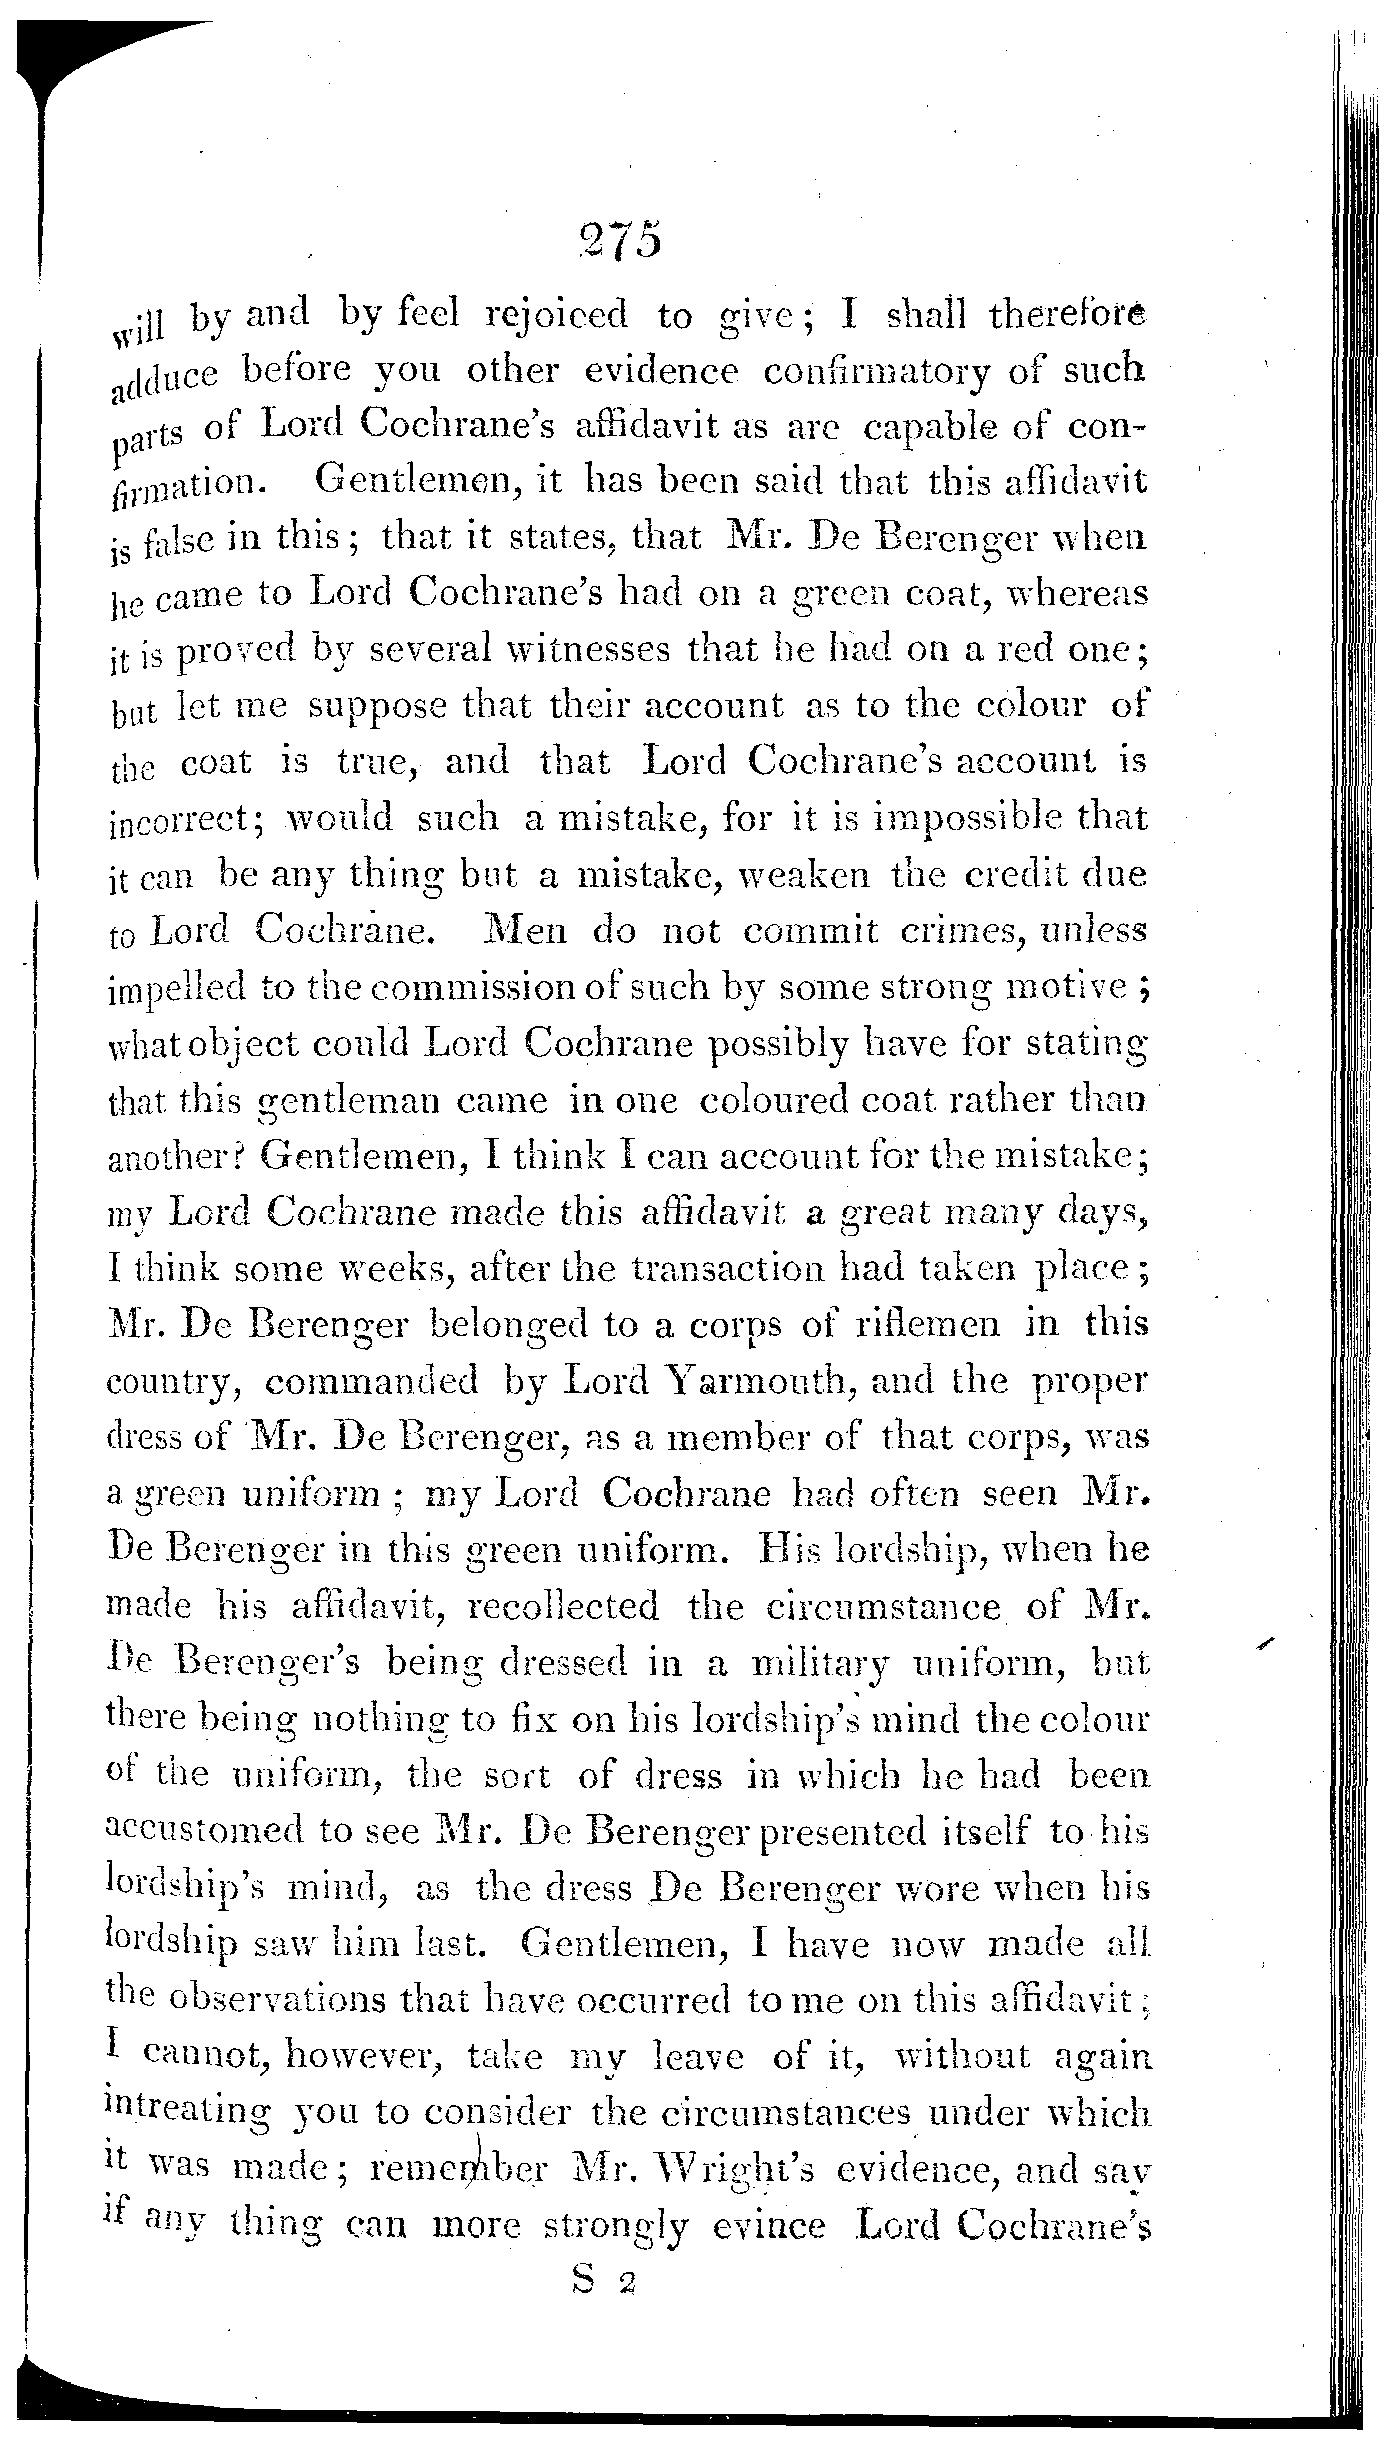 275
will by and by feel rejoiced to give; I shall therefore
adduce before you other evidence confirmatory of such
parts of Lord Cochrane's affidavit as are capable of con-
firmation. Gentlemen, it has been said that this affidavit
is false in this; that it states, that Mr. De Berenger when
he came to Lord Cochrane's had on a green coat, whereas
it is proved by several witnesses that he had on a red one;
but let me suppose that their account as to the colour of
the coat is true, and that Lord Cochrane's account is
incorrect; would such a mistake, for it is impossible that
it can be any thing but a mistake, weaken the credit due
to Lord Cochrane. Men do not commit crimes, unless
impelled to the commission of such by some strong motive;
what object could Lord Cochrane possibly have for stating
that this gentleman came in one coloured coat rather than
another? Gentlemen, I think I can account for the mistake;
my Lord Cochrane made this affidavit a great many days,
I think some weeks, after the transaction had taken place;
Mr. De Berenger belonged to a corps of riflemen in this
country, commanded by Lord Yarmouth, and the proper
dress of Mr. De Berenger, as a member of that corps, was
a green uniform; my Lord Cochrane had often seen Mr.
De Berenger in this green uniform. His lordship, when he
made his affidavit, recollected the circumstance of Mr.
De Berenger's being dressed in a military uniform, but
there being nothing to fix on his lordship's mind the colour
of the uniform, the sort of dress in which he had been
accustomed to see Mr. De Berenger presented itself to his
lordship's mind, as the dress De Berenger wore when his
lordship saw him last. Gentlemen, I have now made all
the observations that have occurred to me on this affidavit;
I cannot, however, take my leave of it, without again
intreating you to consider the circumstances under which
it was made; remember Mr. Wright's evidence, and say
if any thing can more strongly evince Lord Cochrane's
S 2